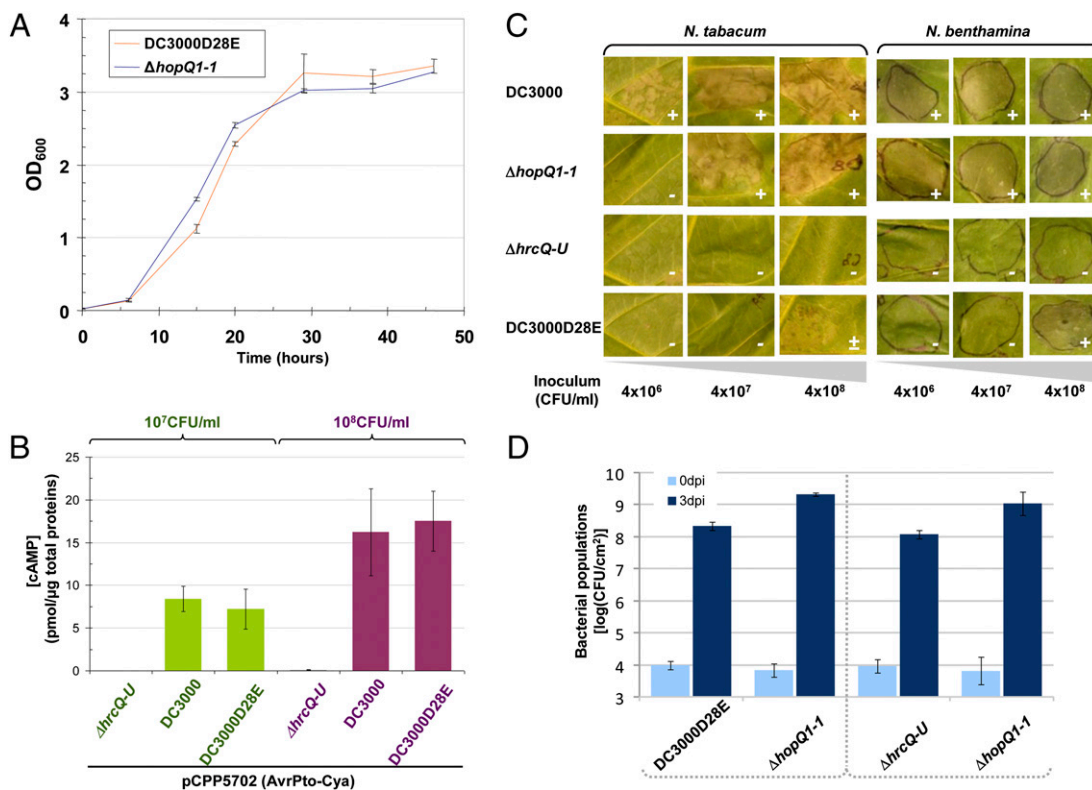 A
4
3
2
1
0
OD600
DC3000D28E
ΔhopQ1-1
0 10 20 30 40 50
Time (hours)
B
10⁷CFU/ml 10⁸CFU/ml
25
20
15
10
5
0
[cAMP]
(pmol/µg total proteins)
ΔhrcQ-U DC3000 DC3000D28E ΔhrcQ-U DC3000 DC3000D28E
pCPP5702 (AvrPto-Cya)
C
N. tabacum N. benthamina
DC3000 + + + + + +
ΔhopQ1-1 - + + + + +
ΔhrcQ-U - - - - - -
DC3000D28E - - ± - - +
Inoculum
(CFU/ml) 4x10⁶ 4x10⁷ 4x10⁸ 4x10⁶ 4x10⁷ 4x10⁸
D
0dpi
3dpi
10
9
8
7
6
5
4
3
Bacterial populations
[log(CFU/cm²)]
DC3000D28E ΔhopQ1-1 ΔhrcQ-U ΔhopQ1-1